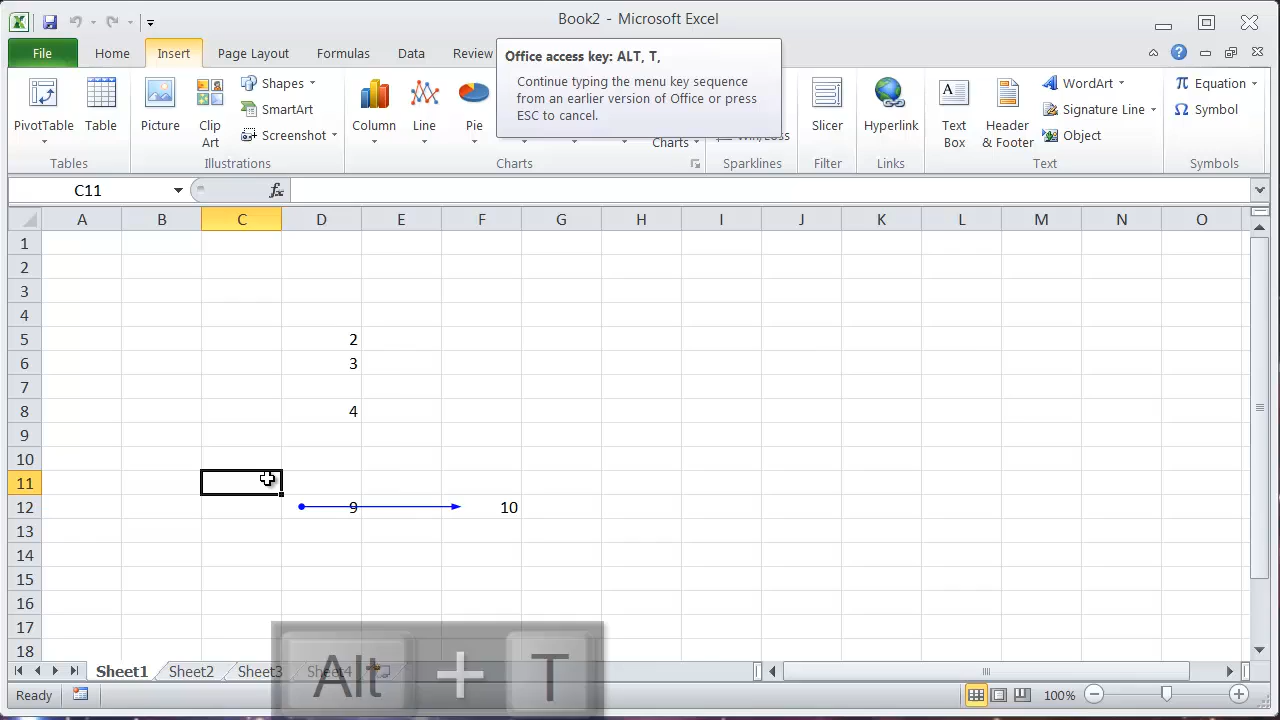 Book2 - Microsoft Excel
File Home Insert Page Layout Formulas Data Review
Office access key: ALT, T,
Continue typing the menu key sequence
from an earlier version of Office or press
ESC to cancel.
PivotTable Table Picture Clip Art Shapes SmartArt Screenshot Column Line Pie Charts Slicer Hyperlink Text Box Header & Footer WordArt Signature Line Object Equation Symbol
Tables Illustrations Charts Sparklines Filter Links Text Symbols
C11 fx
A B C D E F G H I J K L M N O
1
2
3
4
5 2
6 3
7
8 4
9
10
11
12 9 10
13
14
15
16
17
18
Alt + T
Sheet1 Sheet2 Sheet3 Sheet4
Ready 100%